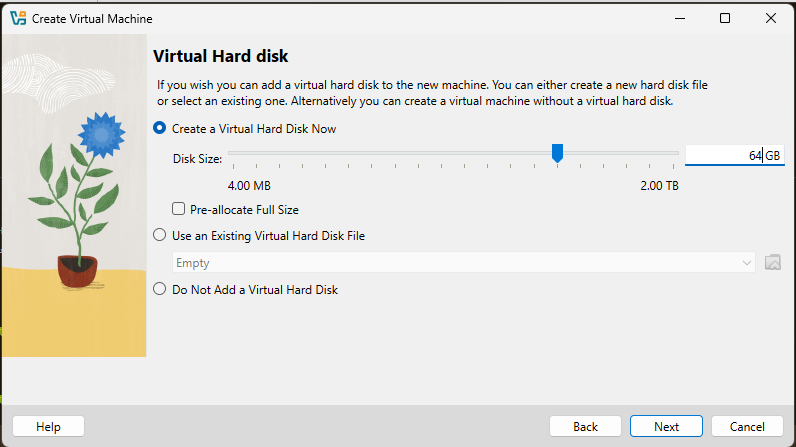 Create Virtual Machine
Virtual Hard disk
If you wish you can add a virtual hard disk to the new machine. You can either create a new hard disk file
or select an existing one. Alternatively you can create a virtual machine without a virtual hard disk.
Create a Virtual Hard Disk Now
Disk Size:
64 GB
4.00 MB
2.00 TB
Pre-allocate Full Size
Use an Existing Virtual Hard Disk File
Empty
Do Not Add a Virtual Hard Disk
Help
Back
Next
Cancel